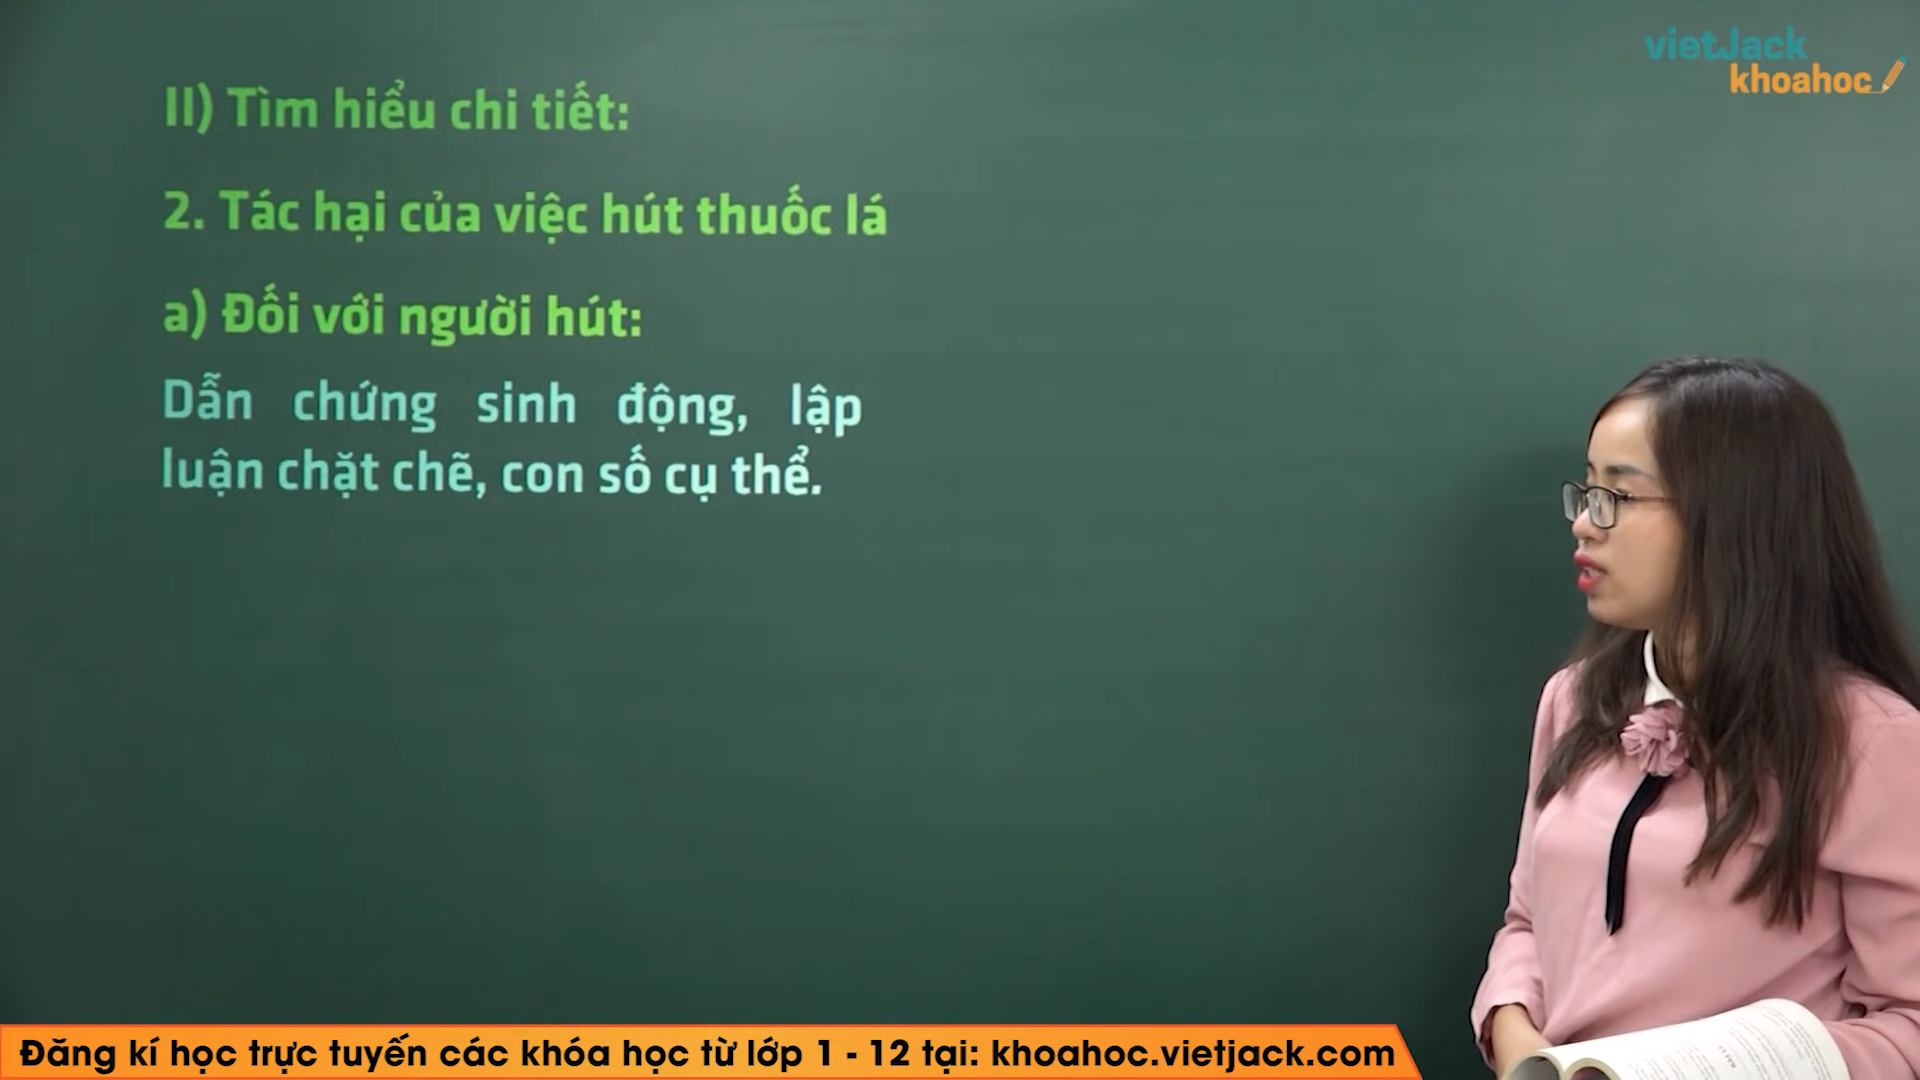 vietJack
khoahoc
II) Tìm hiểu chi tiết:
2. Tác hại của việc hút thuốc lá
a) Đối với người hút:
Dẫn chứng sinh động, lập
luận chặt chẽ, con số cụ thể.
Đăng kí học trực tuyến các khóa học từ lớp 1 - 12 tại: khoahoc.vietjack.com